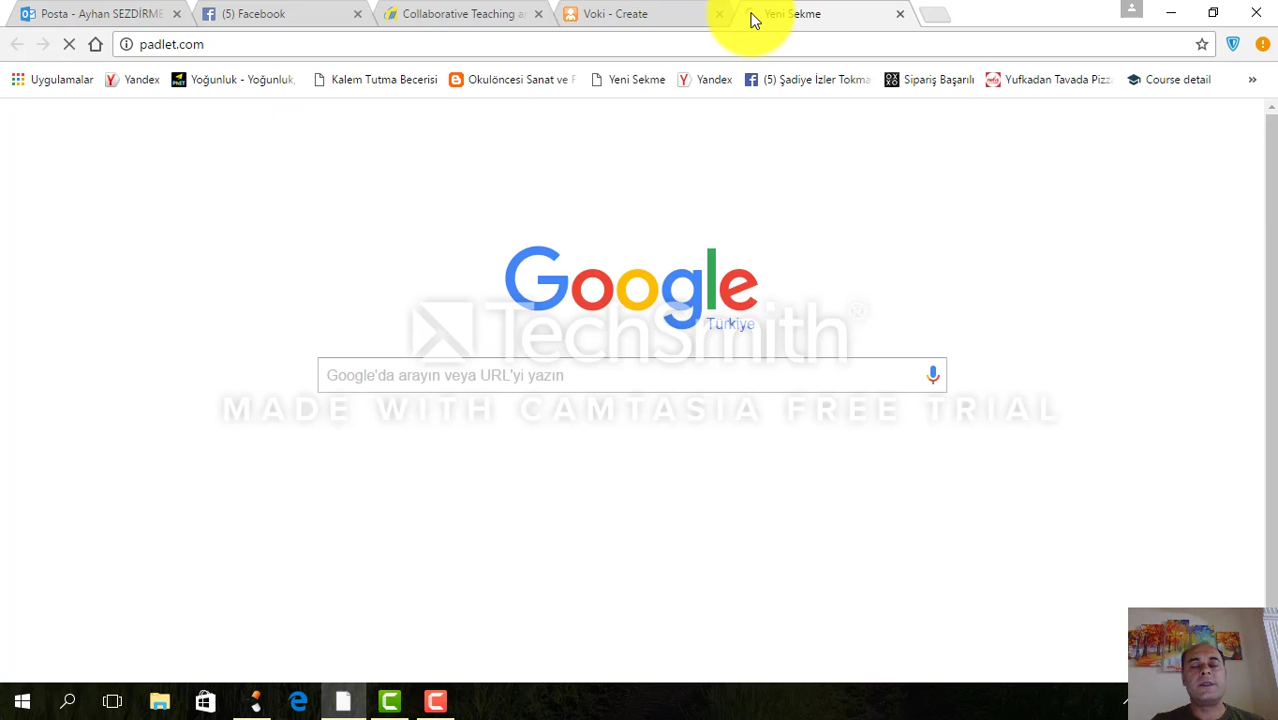 Posta - Ayhan SEZDİRME
(5) Facebook
Collaborative Teaching a
Voki - Create
Yeni Sekme
padlet.com
Uygulamalar
Yandex
Yoğunluk - Yoğunluk,
Kalem Tutma Becerisi
Okulöncesi Sanat ve F
Yeni Sekme
Yandex
(5) Şadiye İzler Tokma
Sipariş Başarılı
Yufkadan Tavada Pizz
Course detail
Google
Türkiye
TechSmith®
Google'da arayın veya URL'yi yazın
MADE WITH CAMTASIA FREE TRIAL